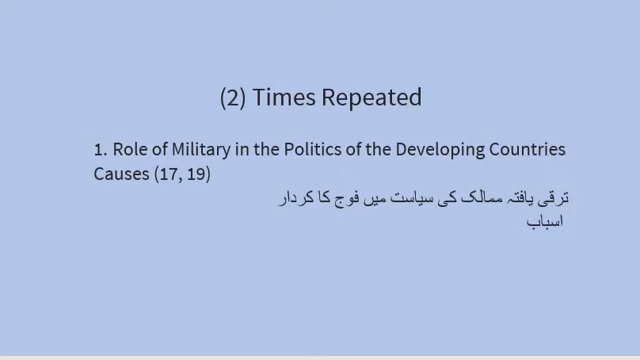 (2) Times Repeated
1. Role of Military in the Politics of the Developing Countries
Causes (17, 19)
ترقی یافتہ ممالک کی سیاست میں فوج کا کردار
اسباب